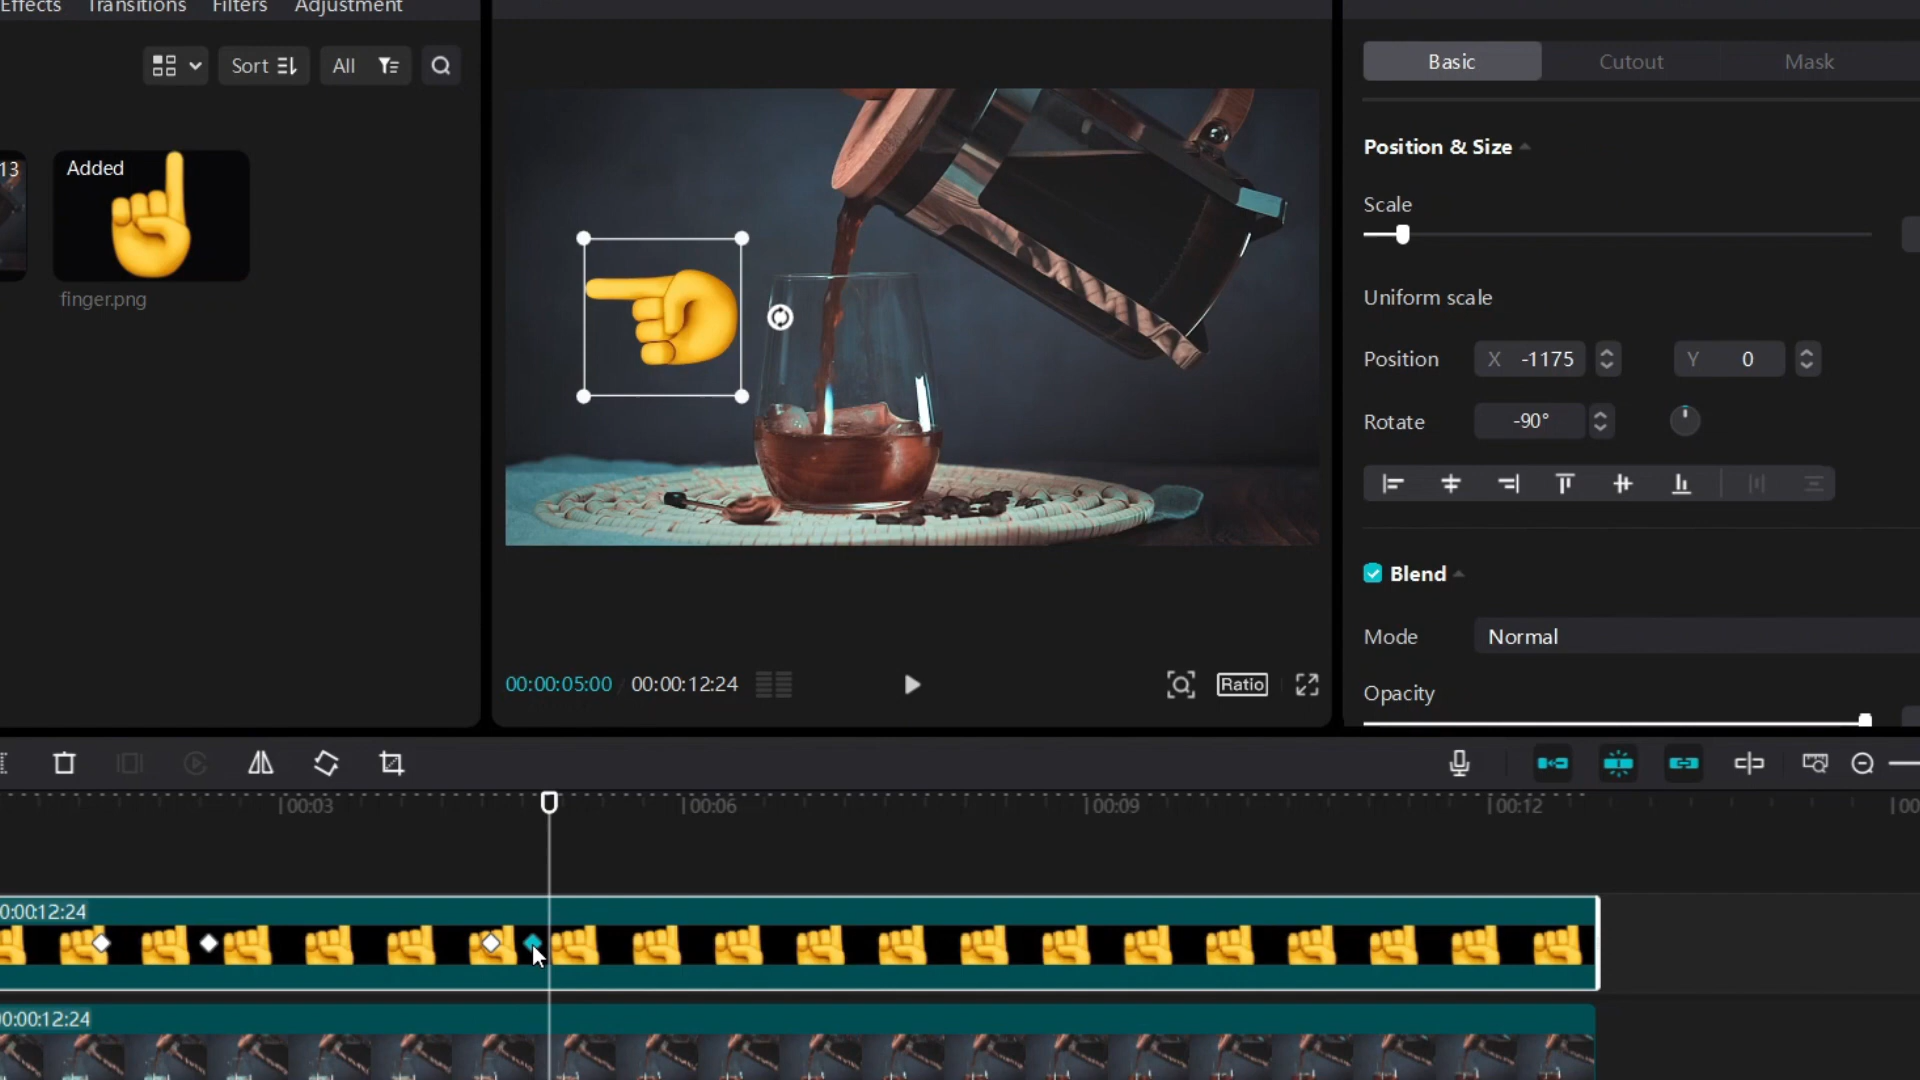 Effects Transitions Filters Adjustment
Sort All
13
Added
finger.png
00:00:05:00 / 00:00:12:24
Ratio
Basic Cutout Mask
Position & Size
Scale
Uniform scale
Position X -1175 Y 0
Rotate -90°
Blend
Mode Normal
Opacity
00:03 00:06 00:09 00:12
0:00:12:24
0:00:12:24